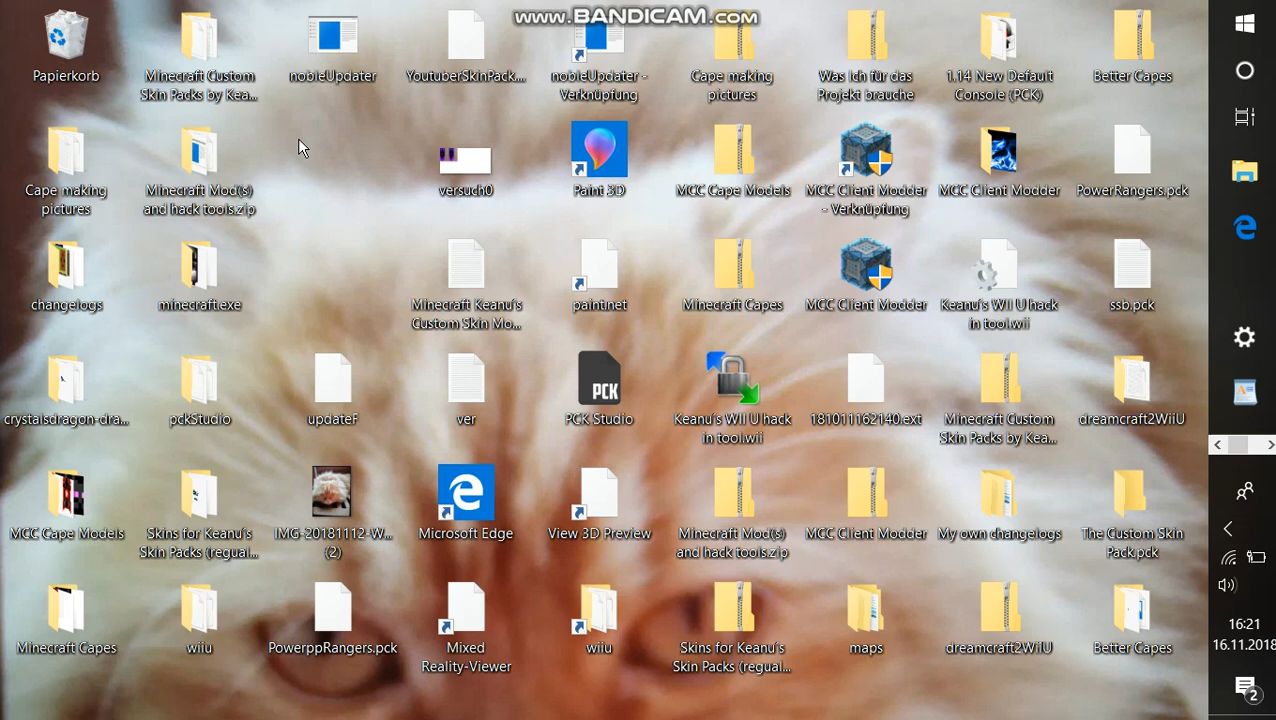 www.BANDICAM.com
Papierkorb
Minecraft Custom
Skin Packs by Kea...
nobleUpdater
YoutuberSkinPack....
nobleUpdater -
Verknüpfung
Cape making
pictures
Was ich für das
Projekt brauche
1.14 New Default
Console (PCK)
Better Capes
Cape making
pictures
Minecraft Mod(s)
and hack tools.zip
versuch0
Paint 3D
MCC Cape Models
MCC Client Modder
- Verknüpfung
MCC Client Modder
PowerRangers.pck
changelogs
minecraft.exe
Minecraft Keanu's
Custom Skin Mo...
paint.net
Minecraft Capes
MCC Client Modder
Keanu's Wii U hack
in tool.wii
ssb.pck
crystalsdragon-dra...
pckStudio
updateF
ver
PCK
PCK Studio
Keanu's WII U hack
in tool.wii
181011162140.ext
Minecraft Custom
Skin Packs by Kea...
dreamcraft2WiiU
MCC Cape Models
Skins for Keanu's
Skin Packs (regual...
IMG-20181112-W...
(2)
Microsoft Edge
View 3D Preview
Minecraft Mod(s)
and hack tools.zip
MCC Client Modder
My own changelogs
The Custom Skin
Pack.pck
Minecraft Capes
wiiu
PowerppRangers.pck
Mixed
Reality-Viewer
wiiu
Skins for Keanu's
Skin Packs (regual...
maps
dreamcraft2WiiU
Better Capes
16:21
16.11.2018
2